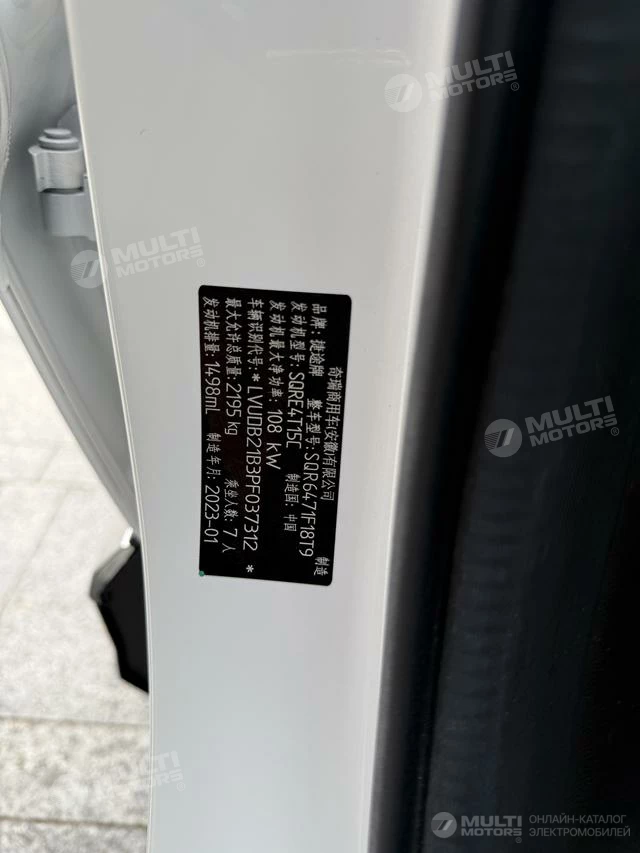 奇瑞商用车(安徽)有限公司 制造
品牌: 捷途牌 整车型号: SQR6471F18T9
发动机型号: SQRE4T15C 制造国: 中国
发动机最大净功率: 108 kW
车辆识别代号: * LVUDB21B3PF037312 *
最大允许总质量: 2195 kg 乘坐人数: 7 人
发动机排量: 1498mL 制造年月: 2023-01
MULTI
MOTORS
MULTI
MOTORS
MULTI
MOTORS
MULTI
MOTORS
MULTI
MOTORS
ОНЛАЙН-КАТАЛОГ
ЭЛЕКТРОМОБИЛЕЙ